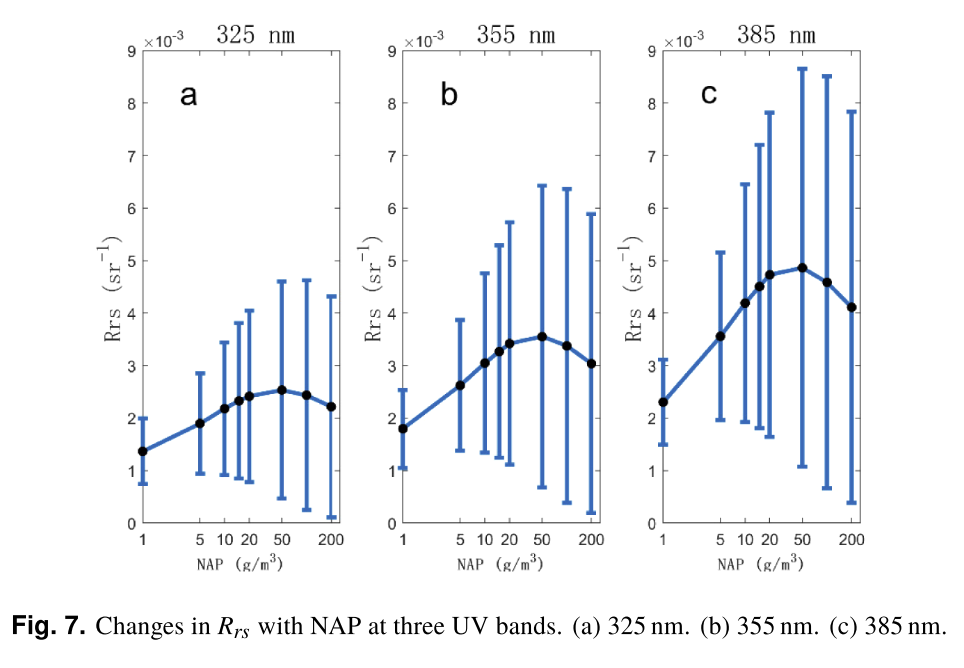 325 nm
355 nm
385 nm
×10⁻³
9
8
7
6
5
4
3
2
1
0
a
Rrs (sr⁻¹)
1 5 10 20 50 200
NAP (g/m³)
×10⁻³
9
8
7
6
5
4
3
2
1
0
b
Rrs (sr⁻¹)
1 5 10 20 50 200
NAP (g/m³)
×10⁻³
9
8
7
6
5
4
3
2
1
0
c
Rrs (sr⁻¹)
1 5 10 20 50 200
NAP (g/m³)
Fig. 7. Changes in Rrs with NAP at three UV bands. (a) 325 nm. (b) 355 nm. (c) 385 nm.